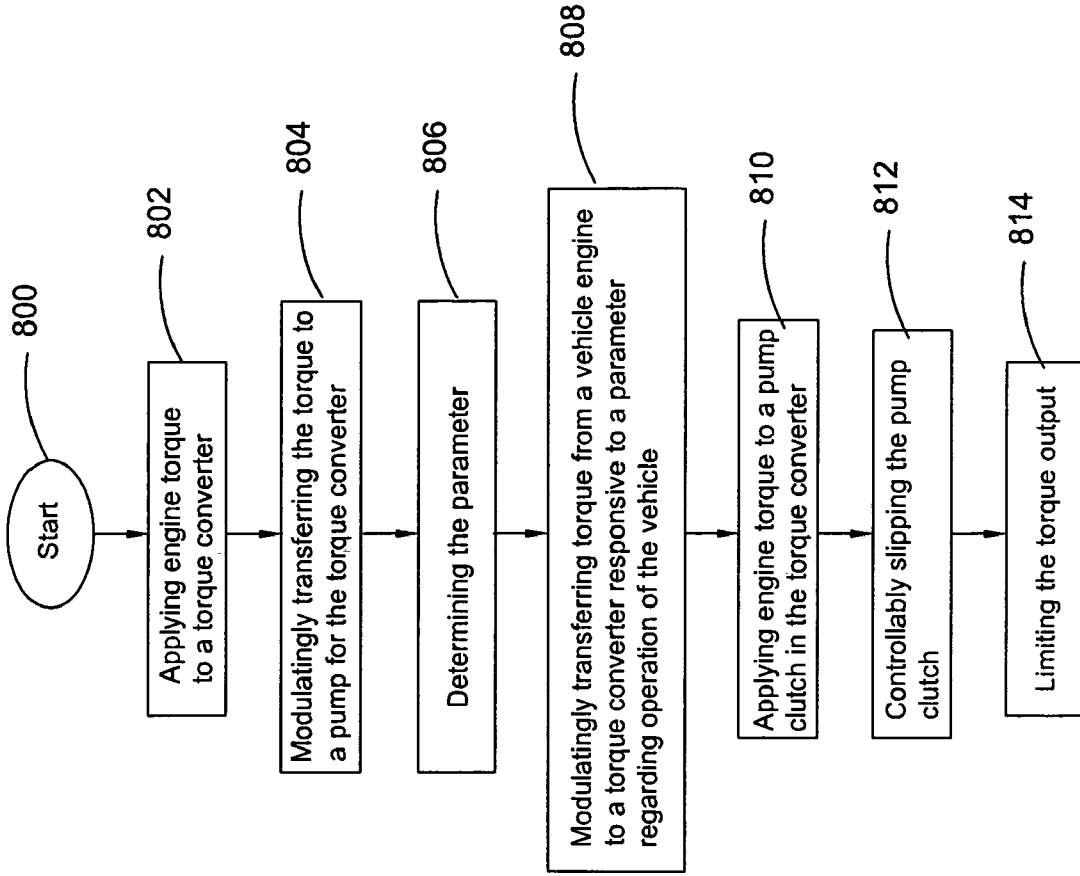 800
Start
802
Applying engine torque
to a torque converter
804
Modulatingly transferring the torque to
a pump for the torque converter
806
Determining the parameter
808
Modulatingly transferring torque from a vehicle engine
to a torque converter responsive to a parameter
regarding operation of the vehicle
810
Applying engine torque to a pump
clutch in the torque converter
812
Controllably slipping the pump
clutch
814
Limiting the torque output